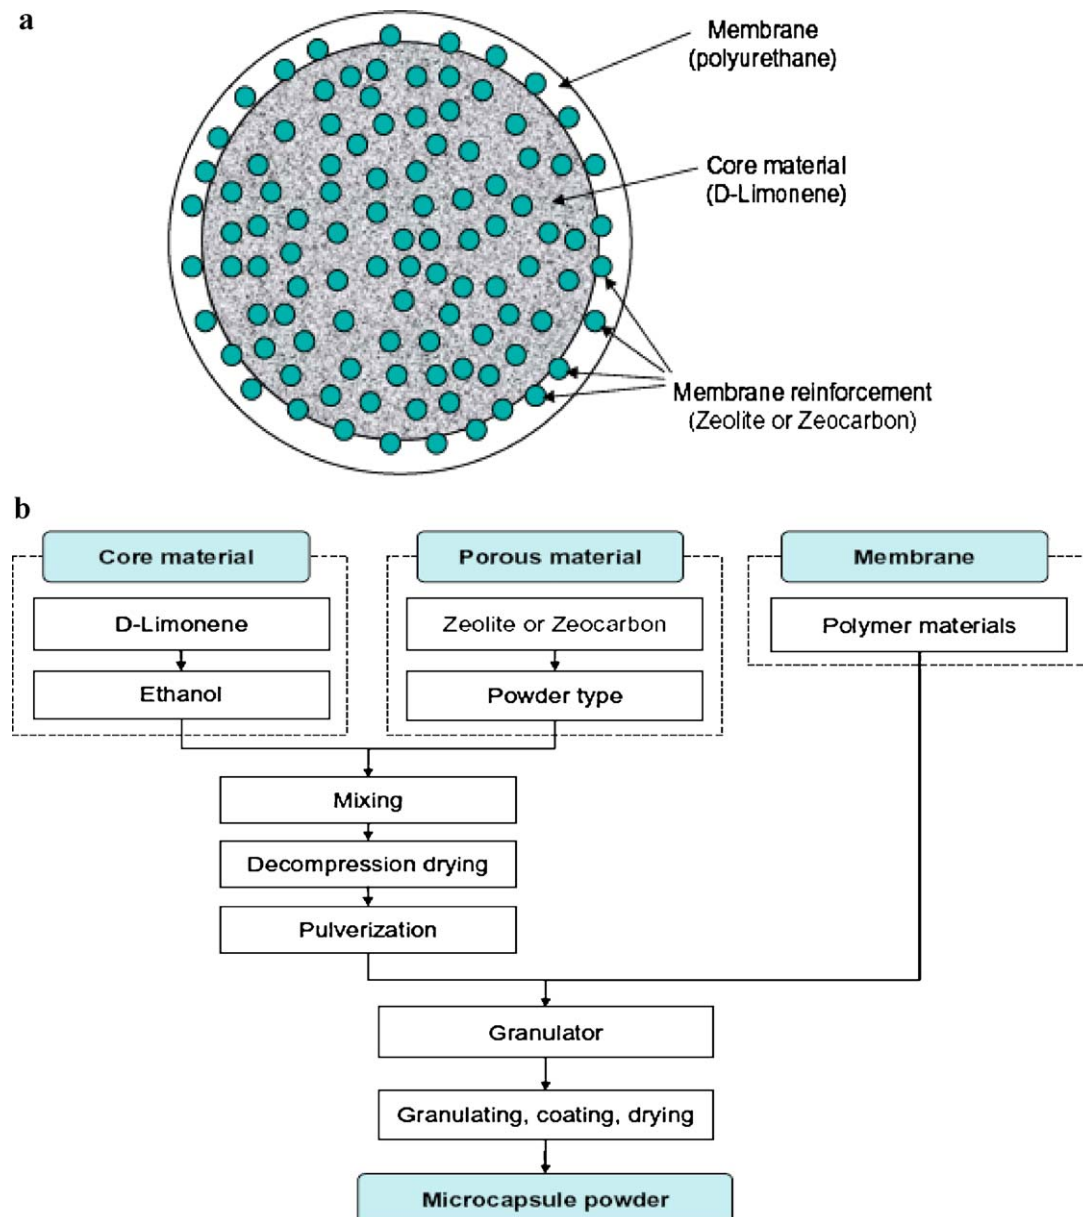 a
Membrane
(polyurethane)
Core material
(D-Limonene)
Membrane reinforcement
(Zeolite or Zeocarbon)
b
Core material
Porous material
Membrane
D-Limonene
Zeolite or Zeocarbon
Polymer materials
Ethanol
Powder type
Mixing
Decompression drying
Pulverization
Granulator
Granulating, coating, drying
Microcapsule powder